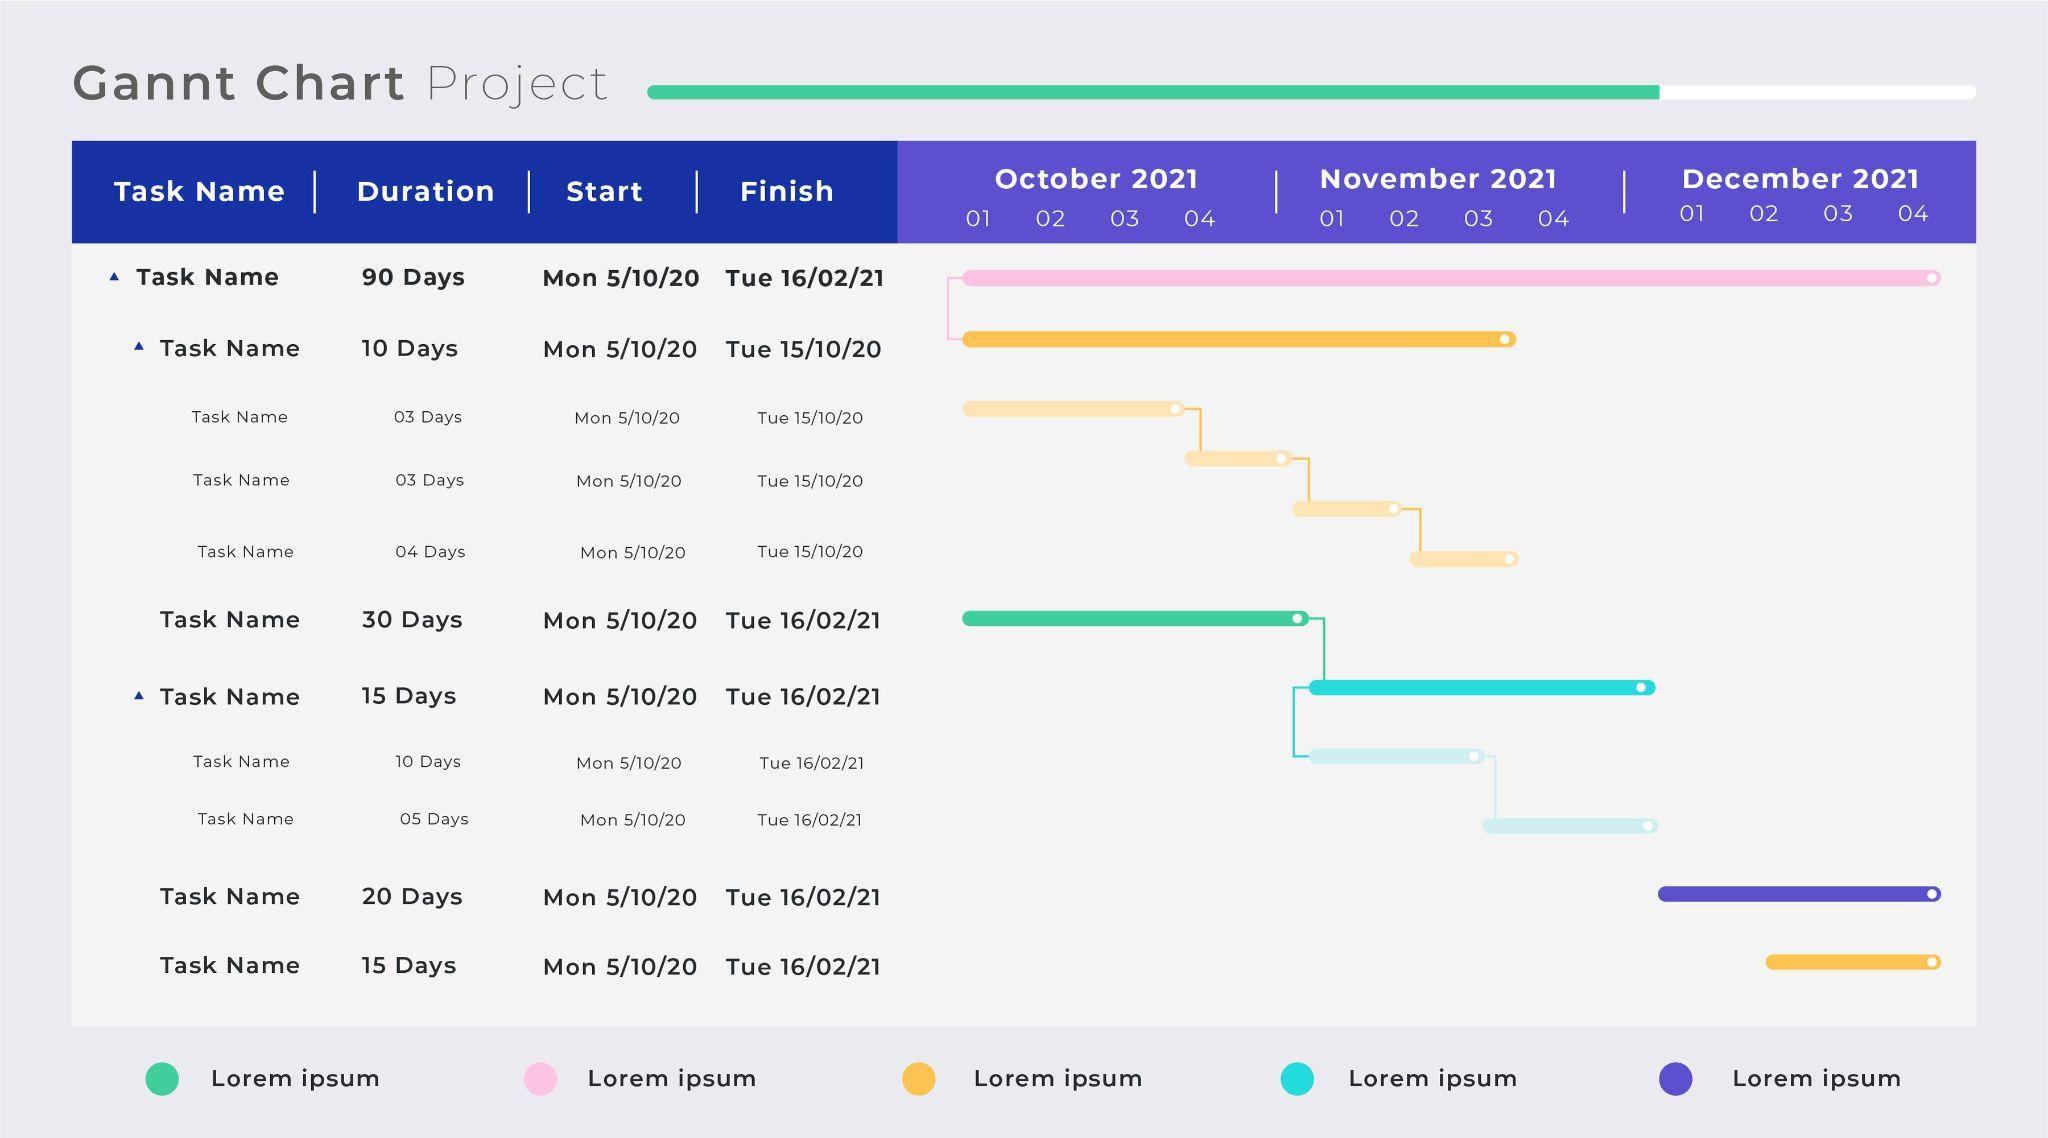 Gannt Chart Project
Task Name Duration Start Finish October 2021 November 2021 December 2021
01 02 03 04 01 02 03 04 01 02 03 04
Task Name 90 Days Mon 5/10/20 Tue 16/02/21
Task Name 10 Days Mon 5/10/20 Tue 15/10/20
Task Name 03 Days Mon 5/10/20 Tue 15/10/20
Task Name 03 Days Mon 5/10/20 Tue 15/10/20
Task Name 04 Days Mon 5/10/20 Tue 15/10/20
Task Name 30 Days Mon 5/10/20 Tue 16/02/21
Task Name 15 Days Mon 5/10/20 Tue 16/02/21
Task Name 10 Days Mon 5/10/20 Tue 16/02/21
Task Name 05 Days Mon 5/10/20 Tue 16/02/21
Task Name 20 Days Mon 5/10/20 Tue 16/02/21
Task Name 15 Days Mon 5/10/20 Tue 16/02/21
Lorem ipsum Lorem ipsum Lorem ipsum Lorem ipsum Lorem ipsum